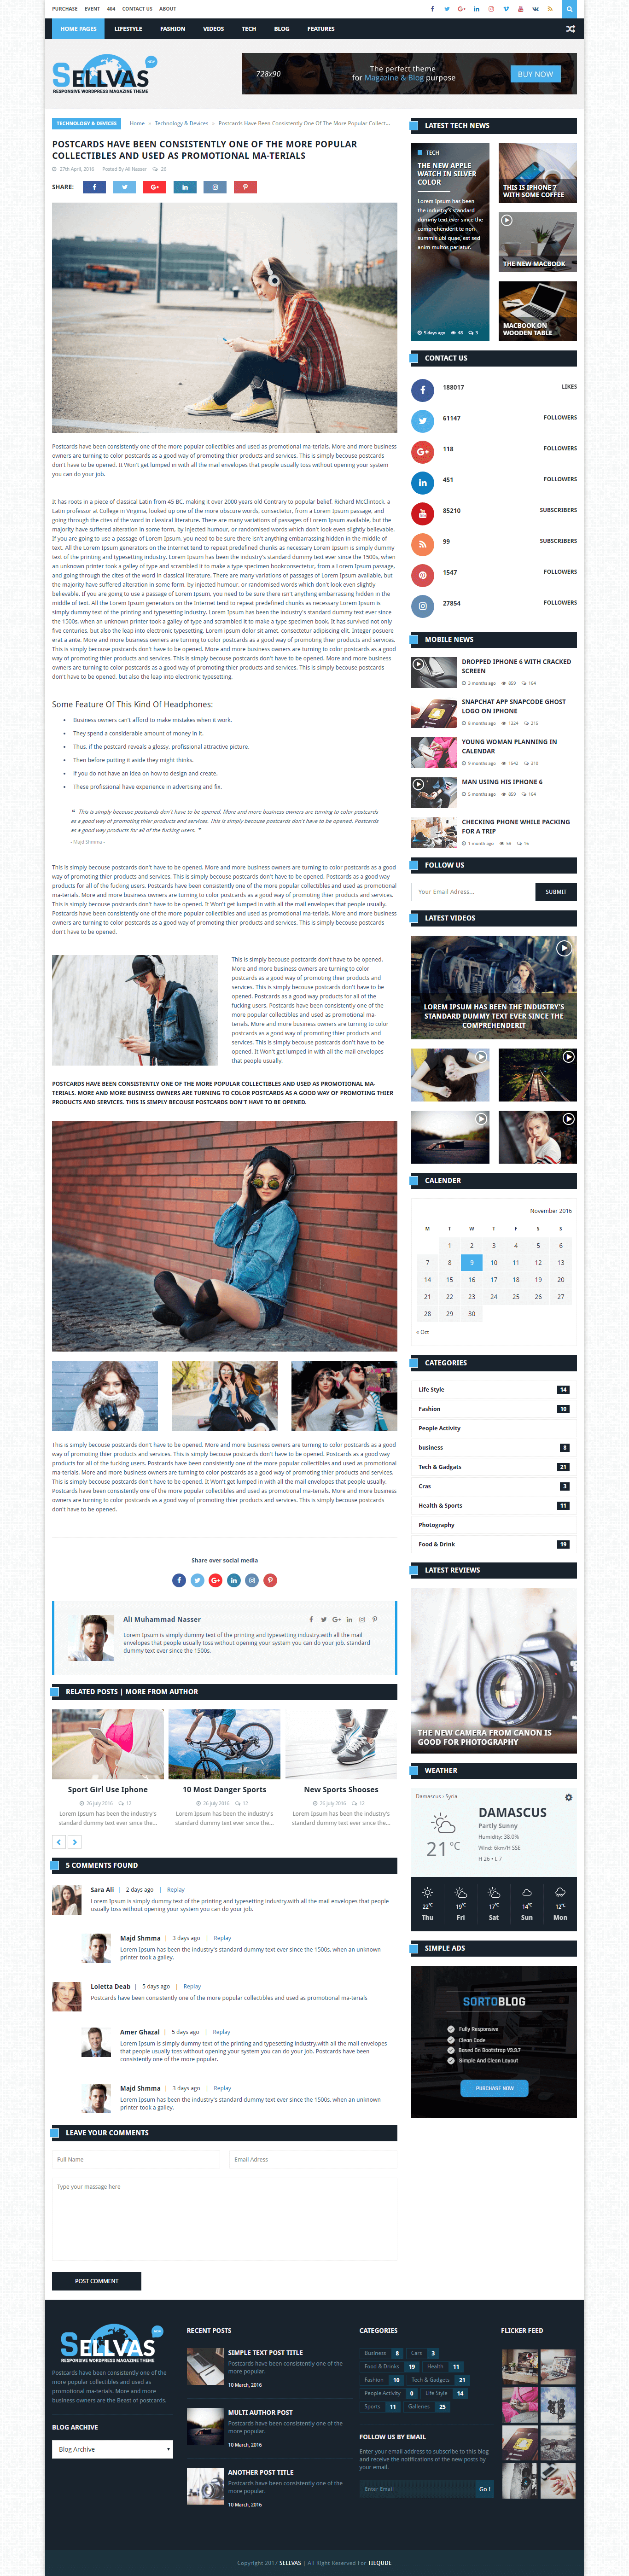 PURCHASE EVENT 404 CONTACT US ABOUT
HOME PAGES LIFESTYLE FASHION VIDEOS TECH BLOG FEATURES
SELLVAS
RESPONSIVE WORDPRESS MAGAZINE THEME
728x90
The perfect theme
for Magazine & Blog purpose
BUY NOW
TECHNOLOGY & DEVICES
Home » Technology & Devices » Postcards Have Been Consistently One Of The More Popular Collect...
POSTCARDS HAVE BEEN CONSISTENTLY ONE OF THE MORE POPULAR
COLLECTIBLES AND USED AS PROMOTIONAL MA-TERIALS
27th April, 2016 Posted By Ali Nasser 26
SHARE:
Postcards have been consistently one of the more popular collectibles and used as promotional ma-terials. More and more business
owners are turning to color postcards as a good way of promoting thier products and services. This is simply becouse postcards
don't have to be opened. It Won't get lumped in with all the mail envelopes that people usually toss without opening your system
you can do your job.
It has roots in a piece of classical Latin from 45 BC, making it over 2000 years old Contrary to popular belief, Richard McClintock, a
Latin professor at College in Virginia, looked up one of the more obscure words, consectetur, from a Lorem Ipsum passage, and
going through the cites of the word in classical literature. There are many variations of passages of Lorem Ipsum available, but the
majority have suffered alteration in some form, by injected humour, or randomised words which don't look even slightly believable.
If you are going to use a passage of Lorem Ipsum, you need to be sure there isn't anything embarrassing hidden in the middle of
text. All the Lorem Ipsum generators on the Internet tend to repeat predefined chunks as necessary Lorem Ipsum is simply dummy
text of the printing and typesetting industry. Lorem Ipsum has been the industry's standard dummy text ever since the 1500s, when
an unknown printer took a galley of type and scrambled it to make a type specimen bookconsectetur, from a Lorem Ipsum passage,
and going through the cites of the word in classical literature. There are many variations of passages of Lorem Ipsum available, but
the majority have suffered alteration in some form, by injected humour, or randomised words which don't look even slightly
believable. If you are going to use a passage of Lorem Ipsum, you need to be sure there isn't anything embarrassing hidden in the
middle of text. All the Lorem Ipsum generators on the Internet tend to repeat predefined chunks as necessary Lorem Ipsum is
simply dummy text of the printing and typesetting industry. Lorem Ipsum has been the industry's standard dummy text ever since
the 1500s, when an unknown printer took a galley of type and scrambled it to make a type specimen book. It has survived not only
five centuries, but also the leap into electronic typesetting. Lorem ipsum dolor sit amet, consectetur adipiscing elit. Integer posuere
erat a ante. More and more business owners are turning to color postcards as a good way of promoting thier products and services.
This is simply becouse postcards don't have to be opened. More and more business owners are turning to color postcards as a good
way of promoting thier products and services. This is simply becouse postcards don't have to be opened. More and more business
owners are turning to color postcards as a good way of promoting thier products and services. This is simply becouse postcards
don't have to be opened, but also the leap into electronic typesetting.
Some Feature Of This Kind Of Headphones:
Business owners can't afford to make mistakes when it work.
They spend a considerable amount of money in it.
Thus, if the postcard reveals a glossy, profissional attractive picture.
Then before putting it aside they might thinks.
if you do not have an idea on how to design and create.
These profissional have experience in advertising and fix.
❝ This is simply becouse postcards don't have to be opened. More and more business owners are turning to color postcards
as a good way of promoting thier products and services. This is simply becouse postcards don't have to be opened. Postcards
as a good way products for all of the fucking users. ❞
- Majd Shmma -
This is simply becouse postcards don't have to be opened. More and more business owners are turning to color postcards as a good
way of promoting thier products and services. This is simply becouse postcards don't have to be opened. Postcards as a good way
products for all of the fucking users. Postcards have been consistently one of the more popular collectibles and used as promotional
ma-terials. More and more business owners are turning to color postcards as a good way of promoting thier products and services.
This is simply becouse postcards don't have to be opened. It Won't get lumped in with all the mail envelopes that people usually.
Postcards have been consistently one of the more popular collectibles and used as promotional ma-terials. More and more business
owners are turning to color postcards as a good way of promoting thier products and services. This is simply becouse postcards
don't have to be opened.
This is simply becouse postcards don't have to be opened.
More and more business owners are turning to color
postcards as a good way of promoting thier products and
services. This is simply becouse postcards don't have to be
opened. Postcards as a good way products for all of the
fucking users. Postcards have been consistently one of the
more popular collectibles and used as promotional ma-
terials. More and more business owners are turning to color
postcards as a good way of promoting thier products and
services. This is simply becouse postcards don't have to be
opened. It Won't get lumped in with all the mail envelopes
that people usually.
POSTCARDS HAVE BEEN CONSISTENTLY ONE OF THE MORE POPULAR COLLECTIBLES AND USED AS PROMOTIONAL MA-
TERIALS. MORE AND MORE BUSINESS OWNERS ARE TURNING TO COLOR POSTCARDS AS A GOOD WAY OF PROMOTING THIER
PRODUCTS AND SERVICES. THIS IS SIMPLY BECOUSE POSTCARDS DON'T HAVE TO BE OPENED.
This is simply becouse postcards don't have to be opened. More and more business owners are turning to color postcards as a good
way of promoting thier products and services. This is simply becouse postcards don't have to be opened. Postcards as a good way
products for all of the fucking users. Postcards have been consistently one of the more popular collectibles and used as promotional
ma-terials. More and more business owners are turning to color postcards as a good way of promoting thier products and services.
This is simply becouse postcards don't have to be opened. It Won't get lumped in with all the mail envelopes that people usually.
Postcards have been consistently one of the more popular collectibles and used as promotional ma-terials. More and more business
owners are turning to color postcards as a good way of promoting thier products and services. This is simply becouse postcards
don't have to be opened.
Share over social media
Ali Muhammad Nasser
Lorem Ipsum is simply dummy text of the printing and typesetting industry.with all the mail
envelopes that people usually toss without opening your system you can do your job. standard
dummy text ever since the 1500s.
RELATED POSTS | MORE FROM AUTHOR
Sport Girl Use Iphone
26 july 2016 12
Lorem Ipsum has been the industry's
standard dummy text ever since the...
10 Most Danger Sports
28 july 2016 12
Lorem Ipsum has been the industry's
standard dummy text ever since the...
New Sports Shooses
28 july 2016 12
Lorem Ipsum has been the industry's
standard dummy text ever since the...
5 COMMENTS FOUND
Sara Ali | 2 days ago | Replay
Lorem Ipsum is simply dummy text of the printing and typesetting industry.with all the mail envelopes that people
usually toss without opening your system you can do your job.
Majd Shmma | 3 days ago | Replay
Lorem Ipsum has been the industry's standard dummy text ever since the 1500s, when an unknown
printer took a galley.
Loletta Deab | 5 days ago | Replay
Postcards have been consistently one of the more popular collectibles and used as promotional ma-terials
Amer Ghazal | 5 days ago | Replay
Lorem Ipsum is simply dummy text of the printing and typesetting industry.with all the mail envelopes
that people usually toss without opening your system you can do your job. Postcards have been
consistently one of the more popular.
Majd Shmma | 3 days ago | Replay
Lorem Ipsum has been the industry's standard dummy text ever since the 1500s, when an unknown
printer took a galley.
LEAVE YOUR COMMENTS
Full Name
Email Adress
Type your massage here
POST COMMENT
LATEST TECH NEWS
TECH
THE NEW APPLE
WATCH IN SILVER
COLOR
Lorem Ipsum has been
the industry's standard
dummy text ever since the
comprehenderit te non
summis ubi quae, est sed
anim multos pariatur.
5 days ago 48 3
THIS IS IPHONE 7
WITH SOME COFFEE
THE NEW MACBOOK
MACBOOK ON
WOODEN TABLE
CONTACT US
188017 LIKES
61147 FOLLOWERS
118 FOLLOWERS
451 FOLLOWERS
85210 SUBSCRIBERS
99 SUBSCRIBERS
1547 FOLLOWERS
27854 FOLLOWERS
MOBILE NEWS
DROPPED IPHONE 6 WITH CRACKED
SCREEN
3 months ago 858 164
SNAPCHAT APP SNAPCODE GHOST
LOGO ON IPHONE
8 months ago 1324 215
YOUNG WOMAN PLANNING IN
CALENDAR
9 months ago 1542 310
MAN USING HIS IPHONE 6
5 months ago 858 164
CHECKING PHONE WHILE PACKING
FOR A TRIP
1 month ago 59 16
FOLLOW US
Your Email Adress...
SUBMIT
LATEST VIDEOS
LOREM IPSUM HAS BEEN THE INDUSTRY'S
STANDARD DUMMY TEXT EVER SINCE THE
COMPREHENDERIT
CALENDER
November 2016
M T W T F S S
1 2 3 4 5 6
7 8 9 10 11 12 13
14 15 16 17 18 19 20
21 22 23 24 25 26 27
28 29 30
« Oct
CATEGORIES
Life Style 14
Fashion 10
People Activity
business 8
Tech & Gadgats 21
Cras 3
Health & Sports 11
Photography
Food & Drink 19
LATEST REVIEWS
THE NEW CAMERA FROM CANON IS
GOOD FOR PHOTOGRAPHY
WEATHER
Damascus - Syria
DAMASCUS
Partly Sunny
Humidity: 38.0%
Wind: 6km/H SSE
H 26 • L 7
21 °C
22°C 19°C 17°C 14°C 12°C
Thu Fri Sat Sun Mon
SIMPLE ADS
SORTOBLOG
Fully Responsive
Clean Code
Based On Bootstrap V3.3.7
Simple And Clean Layout
PURCHASE NOW
SELLVAS
RESPONSIVE WORDPRESS MAGAZINE THEME
Postcards have been consistently one of the
more popular collectibles and used as
promotional ma-terials. More and more
business owners are the Beast of postcards.
BLOG ARCHIVE
Blog Archive
RECENT POSTS
SIMPLE TEXT POST TITLE
Postcards have been consistently one of the
more popular.
10 March, 2016
MULTI AUTHOR POST
Postcards have been consistently one of the
more popular.
10 March, 2016
ANOTHER POST TITLE
Postcards have been consistently one of the
more popular.
10 March, 2016
CATEGORIES
Business 8 Cars 3
Food & Drinks 19 Health 11
Fashion 10 Tech & Gadgets 21
People Activity 0 Life Style 14
Sports 11 Galleries 25
FOLLOW US BY EMAIL
Enter your email address to subscribe to this blog
and receive the notifications of the new posts by
your email.
Enter Email
Go !
FLICKER FEED
Copyright 2017 SELLVAS | All Right Reserved For TIEQUDE